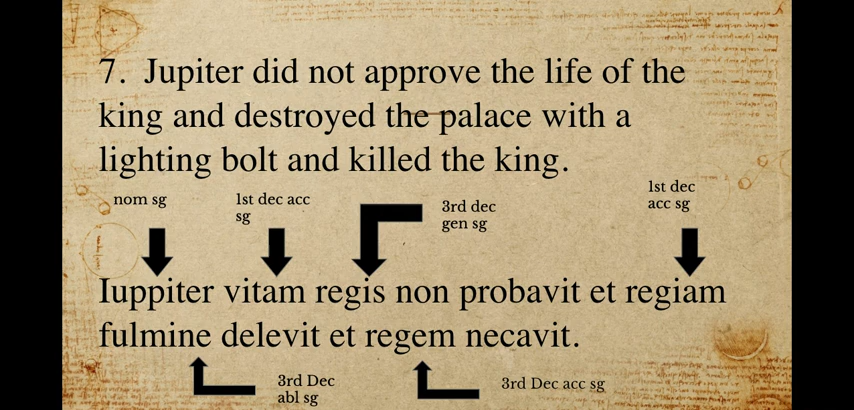 7. Jupiter did not approve the life of the
king and destroyed the palace with a
lighting bolt and killed the king.
nom sg
1st dec acc
sg
3rd dec
gen sg
1st dec
acc sg
Iuppiter vitam regis non probavit et regiam
fulmine delevit et regem necavit.
3rd Dec
abl sg
3rd Dec acc sg